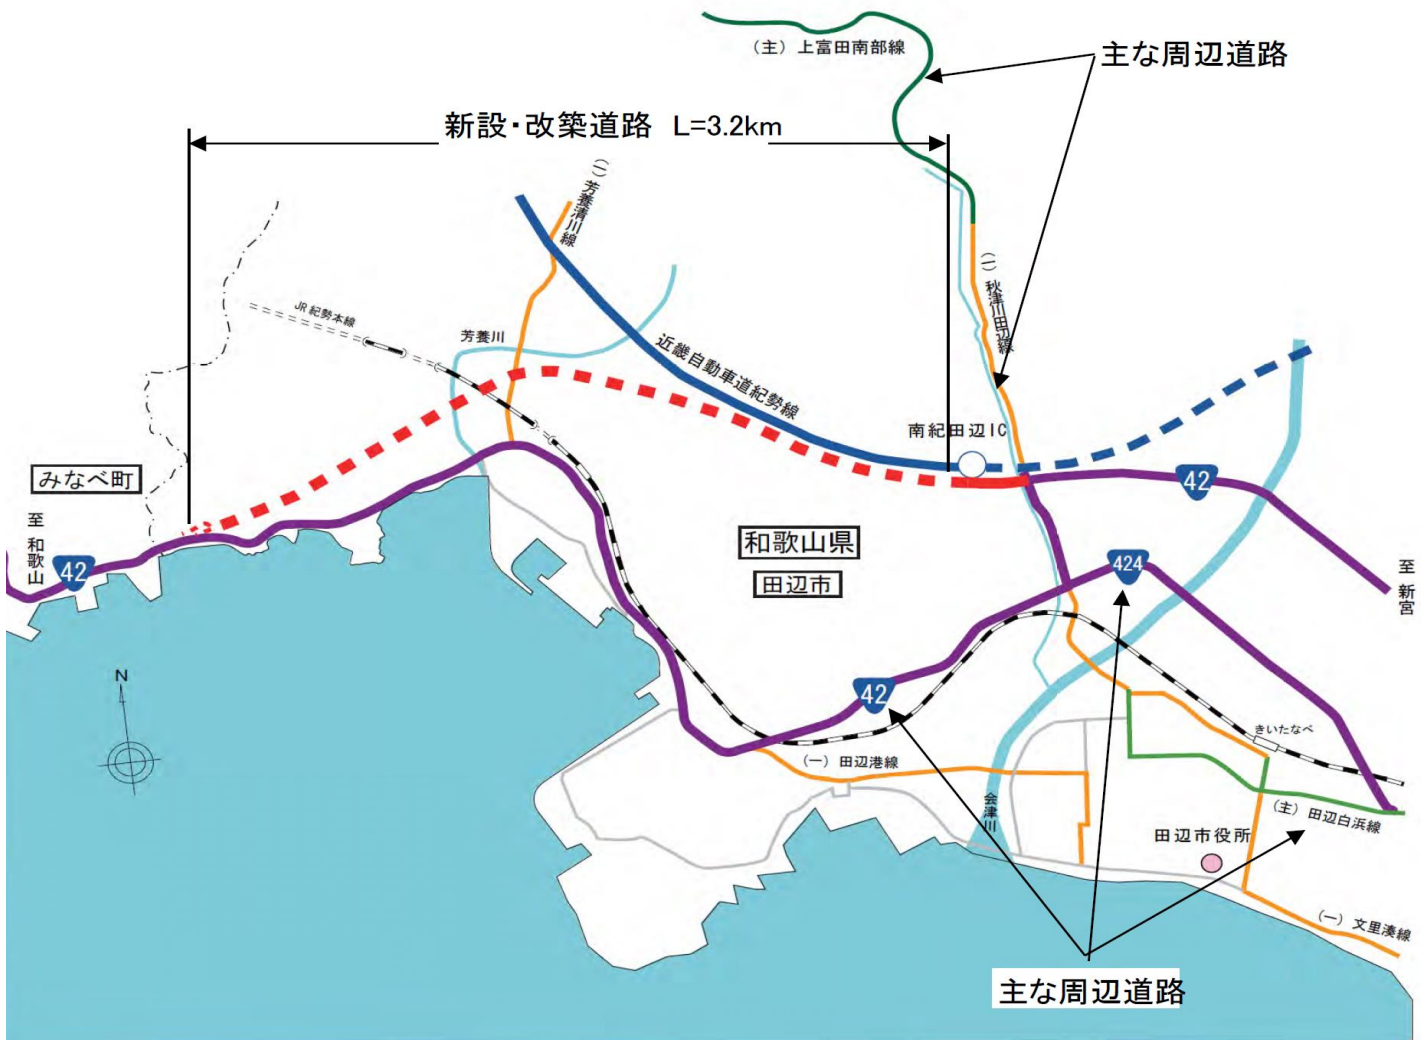 (主) 上富田南部線
主な周辺道路
新設・改築道路 L=3.2km
(一) 芳養清川線
(一) 秋津川田辺線
JR紀勢本線
芳養川
近畿自動車道紀勢線
南紀田辺IC
みなべ町
42
至 和歌山
42
和歌山県
田辺市
424
至 新宮
N
42
きいたなべ
(一) 田辺港線
会津川
(主) 田辺白浜線
田辺市役所
(一) 文里湊線
主な周辺道路